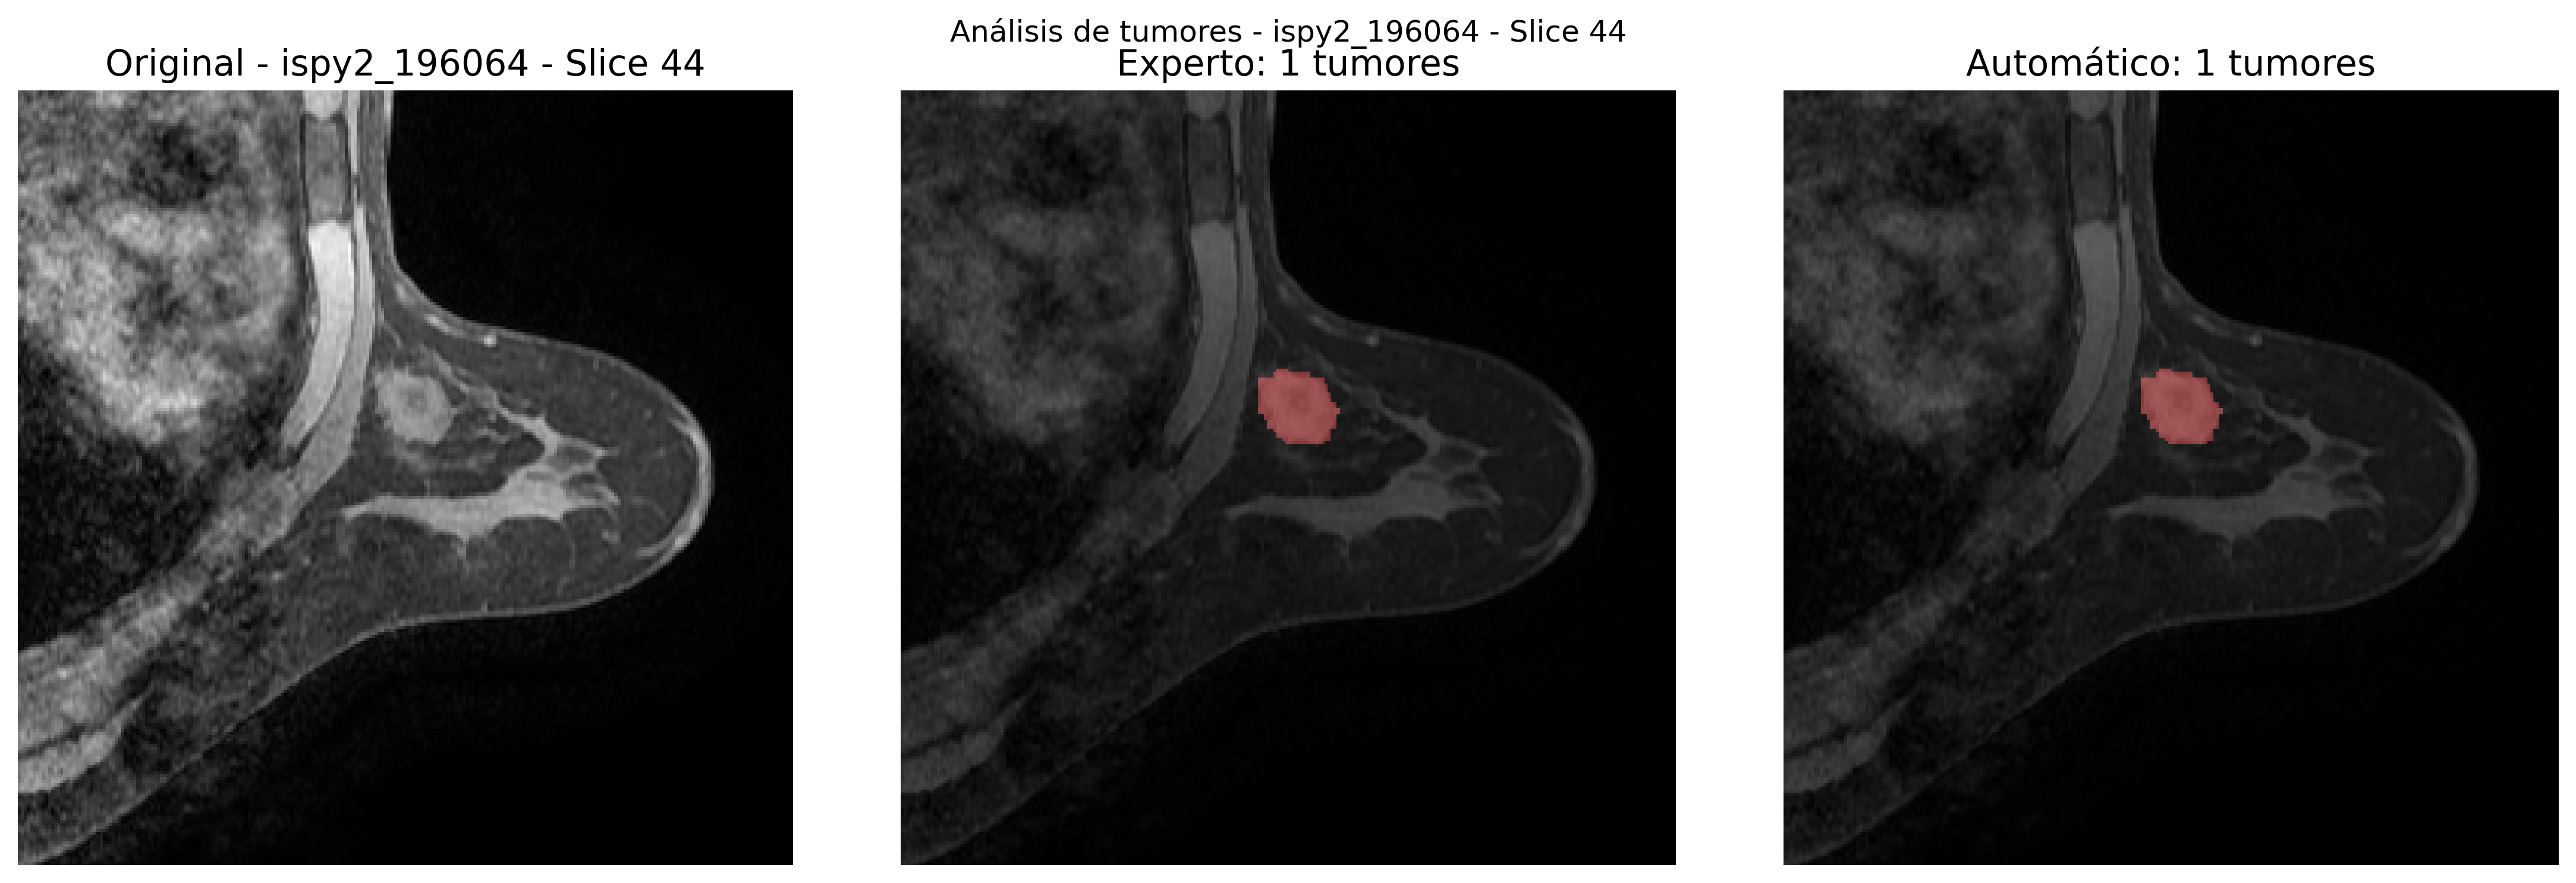 Análisis de tumores - ispy2_196064 - Slice 44
Original - ispy2_196064 - Slice 44
Experto: 1 tumores
Automático: 1 tumores